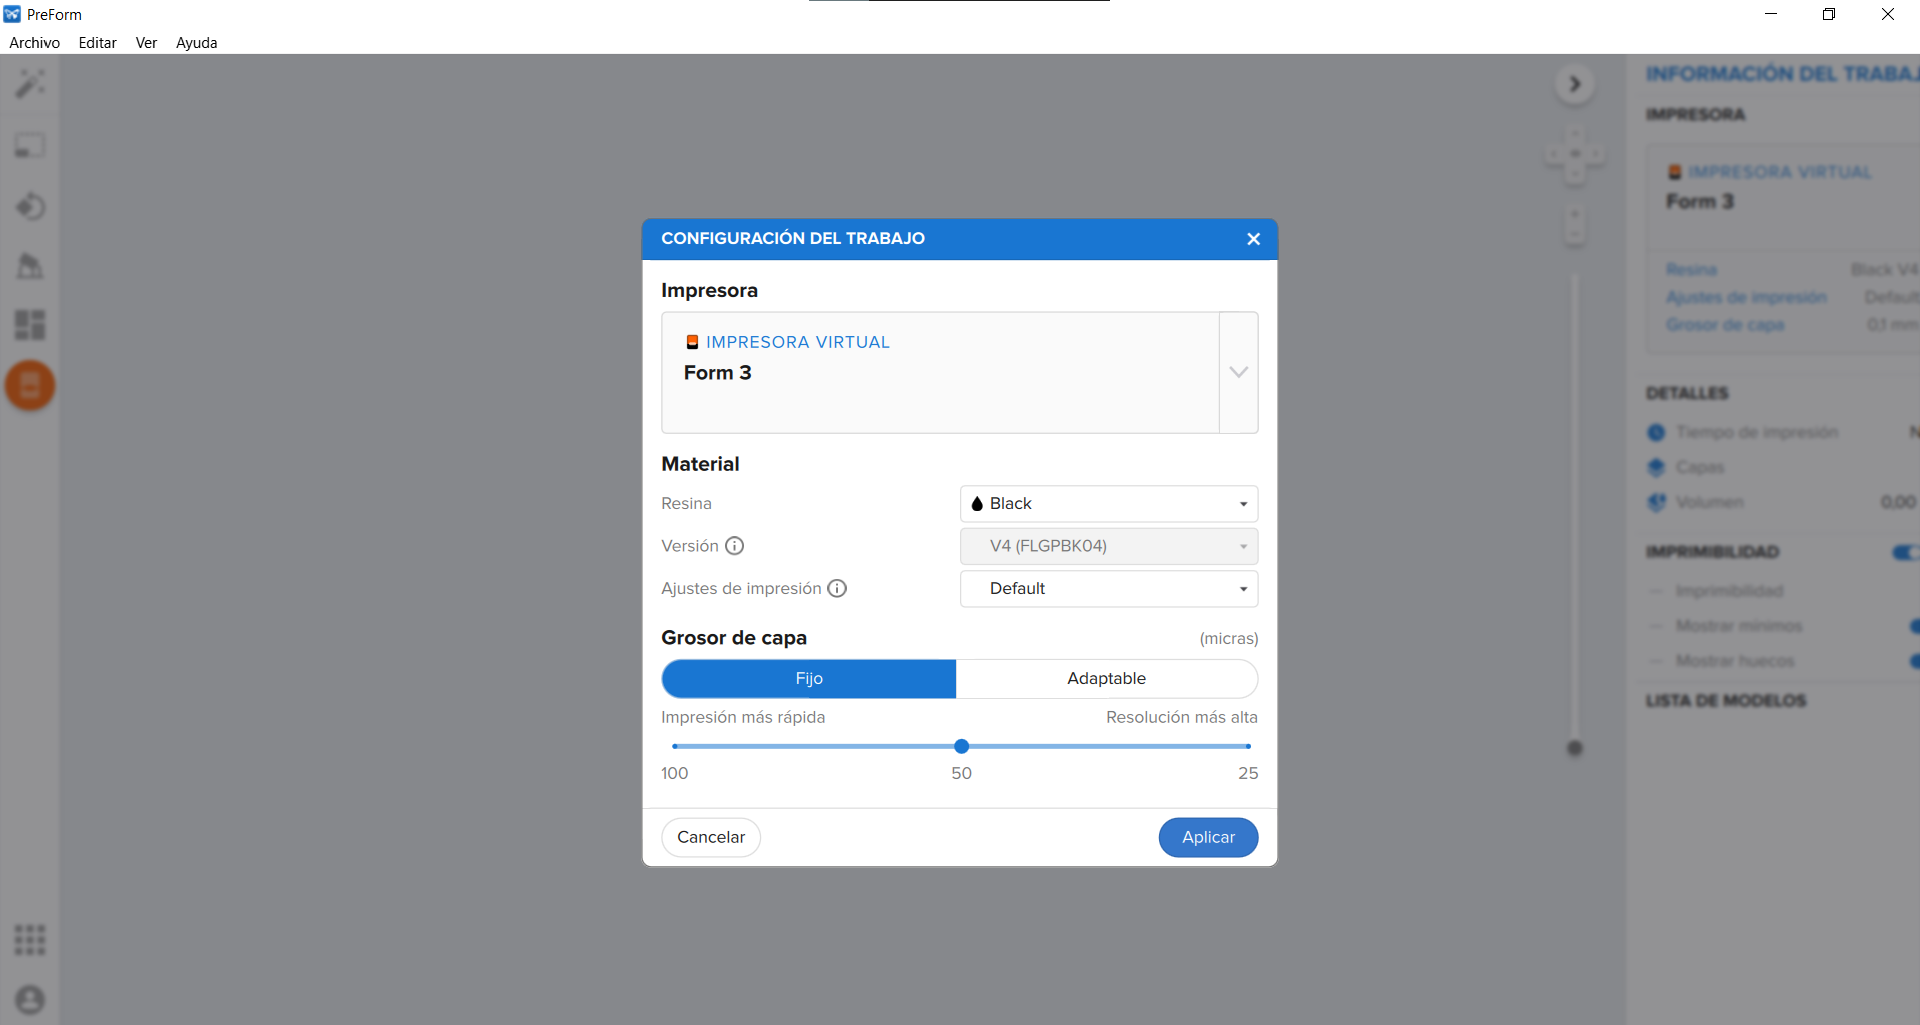 PreForm
Archivo Editar Ver Ayuda
CONFIGURACIÓN DEL TRABAJO
Impresora
IMPRESORA VIRTUAL
Form 3
Material
Resina
Black
Versión
V4 (FLGPBK04)
Ajustes de impresión
Default
Grosor de capa
(micras)
Fijo
Adaptable
Impresión más rápida
Resolución más alta
100
50
25
Cancelar
Aplicar
INFORMACIÓN DEL
IMPRESORA
IMPRESORA VIRTUAL
Form 3
Resina
Black V4
Ajustes de impresión
Default
Grosor de capa
0.1 mm
DETALLES
Tiempo de impresión
Capas
Volumen
0,00
IMPRIMIBILIDAD
Imprimibilidad
Mostrar mínimos
Mostrar huecos
LISTA DE MODELOS